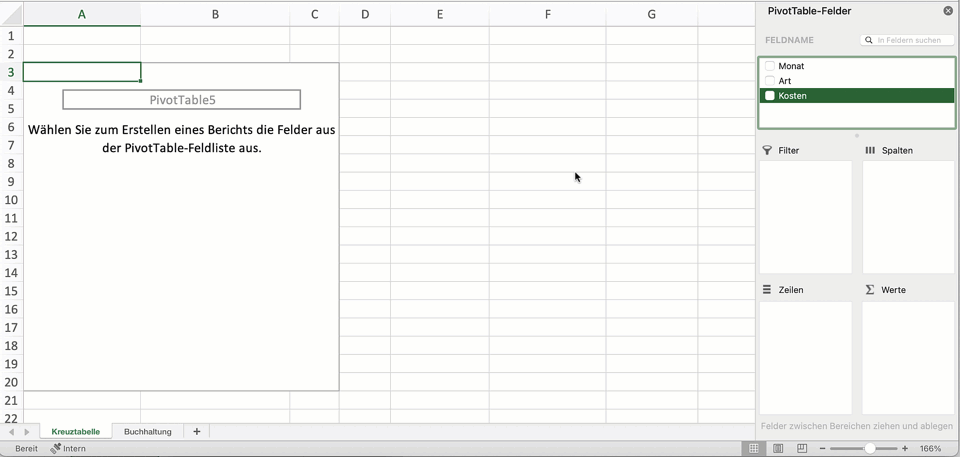 A B C D E F G
PivotTable-Felder
FELDNAME
In Feldern suchen
Monat
Art
Kosten
1
2
3
4
5
6
7
8
9
10
11
12
13
14
15
16
17
18
19
20
21
22
PivotTable5
Wählen Sie zum Erstellen eines Berichts die Felder aus
der PivotTable-Feldliste aus.
Filter
Spalten
Zeilen
Werte
Felder zwischen Bereichen ziehen und ablegen
Kreuztabelle
Buchhaltung
+
Bereit
Intern
166%